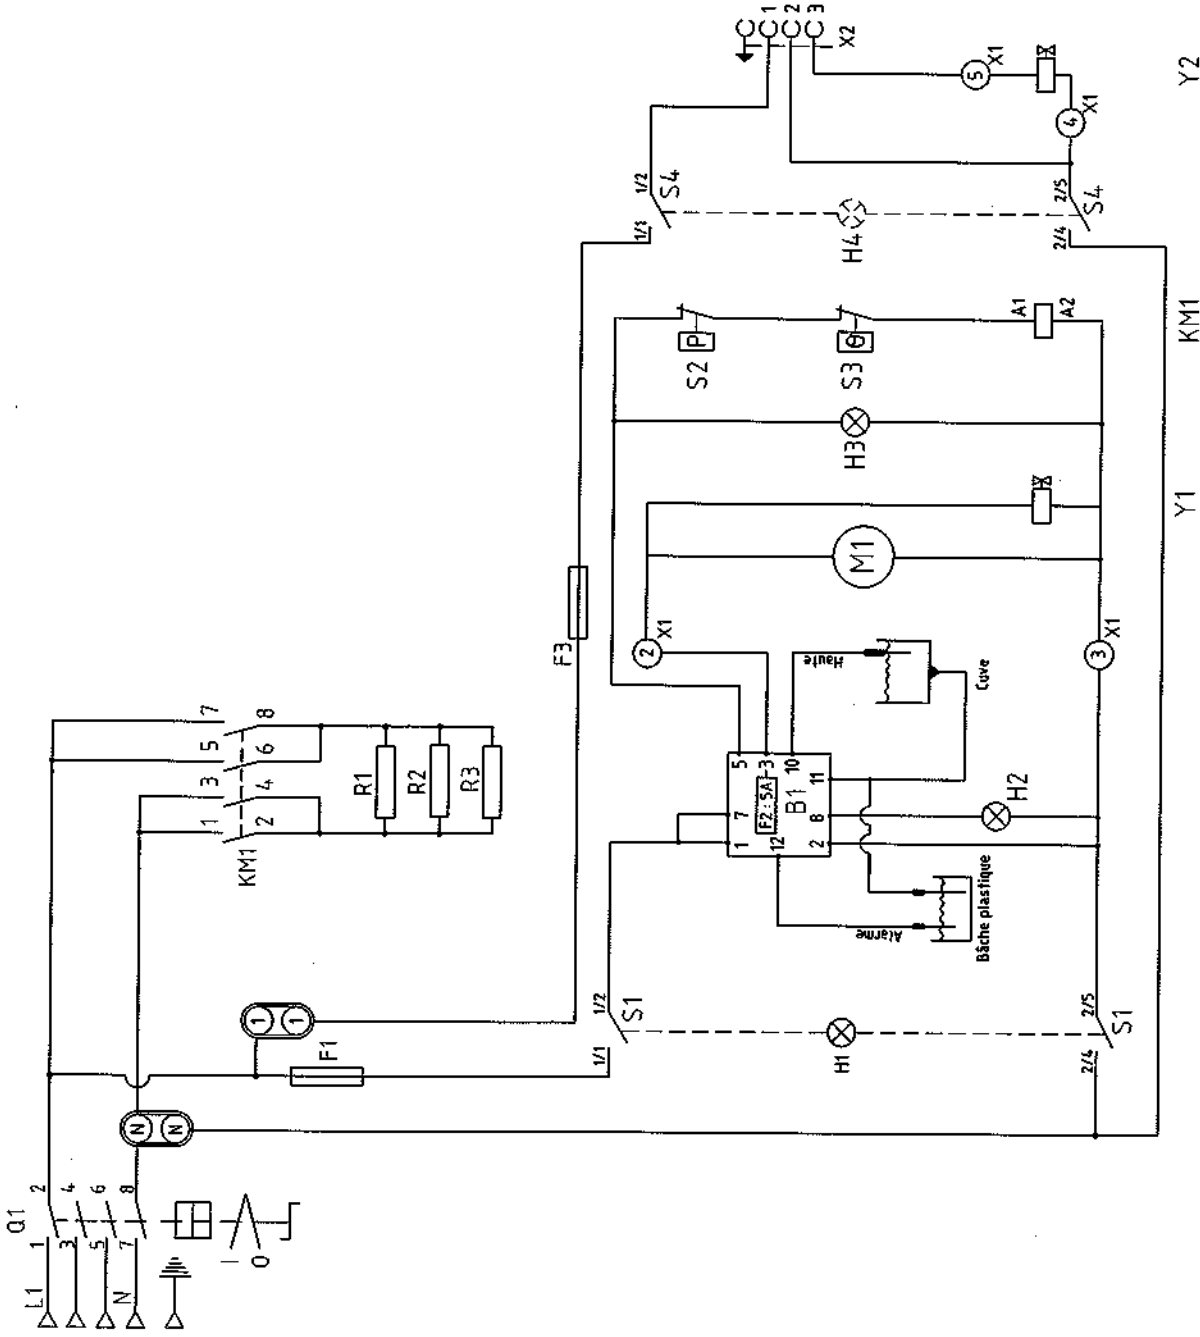 Q1
L1
1
2
3
4
5
6
N
7
8
I
O
N
N
1
1
F1
KM1
1
2
3
4
5
6
7
8
R1
R2
R3
F3
1/1
1/2
S1
H1
2/4
2/5
S1
1
7
5
F2 : 5A
3
12
B1
10
2
8
11
Alarme
Bâche plastique
H2
Haute
Cuve
2
X1
3
X1
M1
Y1
H3
S2
P
S3
θ
A1
A2
KM1
1/1
1/2
S4
H4
2/4
2/5
S4
C
C 1
C 2
C 3
X2
5
X1
4
X1
Y2